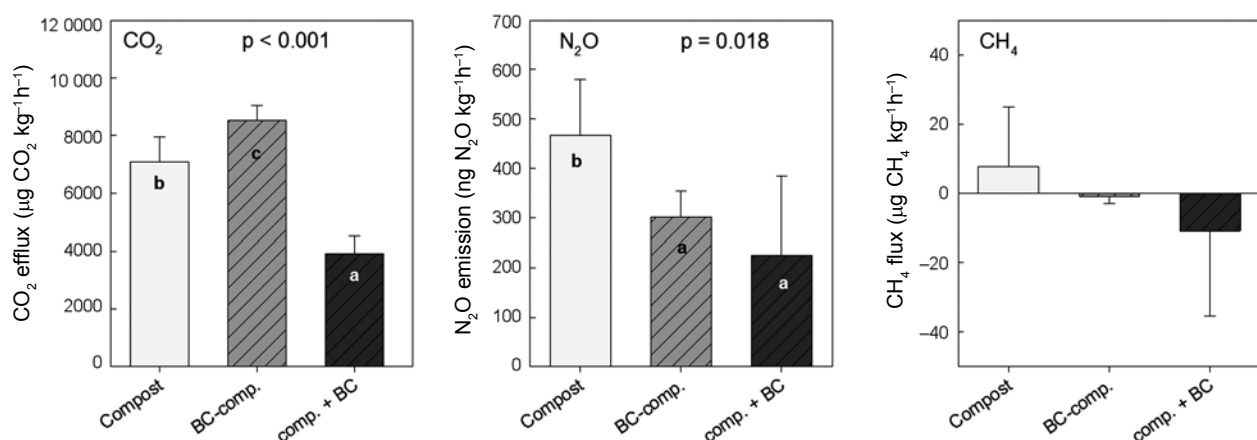 CO₂ efflux (μg CO₂ kg⁻¹h⁻¹)
12 0000
10 000
8000
6000
4000
2000
0
CO₂ p < 0.001
b
c
a
Compost
BC-comp.
comp. + BC
N₂O emission (ng N₂O kg⁻¹h⁻¹)
700
600
500
400
300
200
100
0
N₂O p = 0.018
b
a
a
Compost
BC-comp.
comp. + BC
CH₄ flux (μg CH₄ kg⁻¹h⁻¹)
40
20
0
–20
–40
CH₄
Compost
BC-comp.
comp. + BC